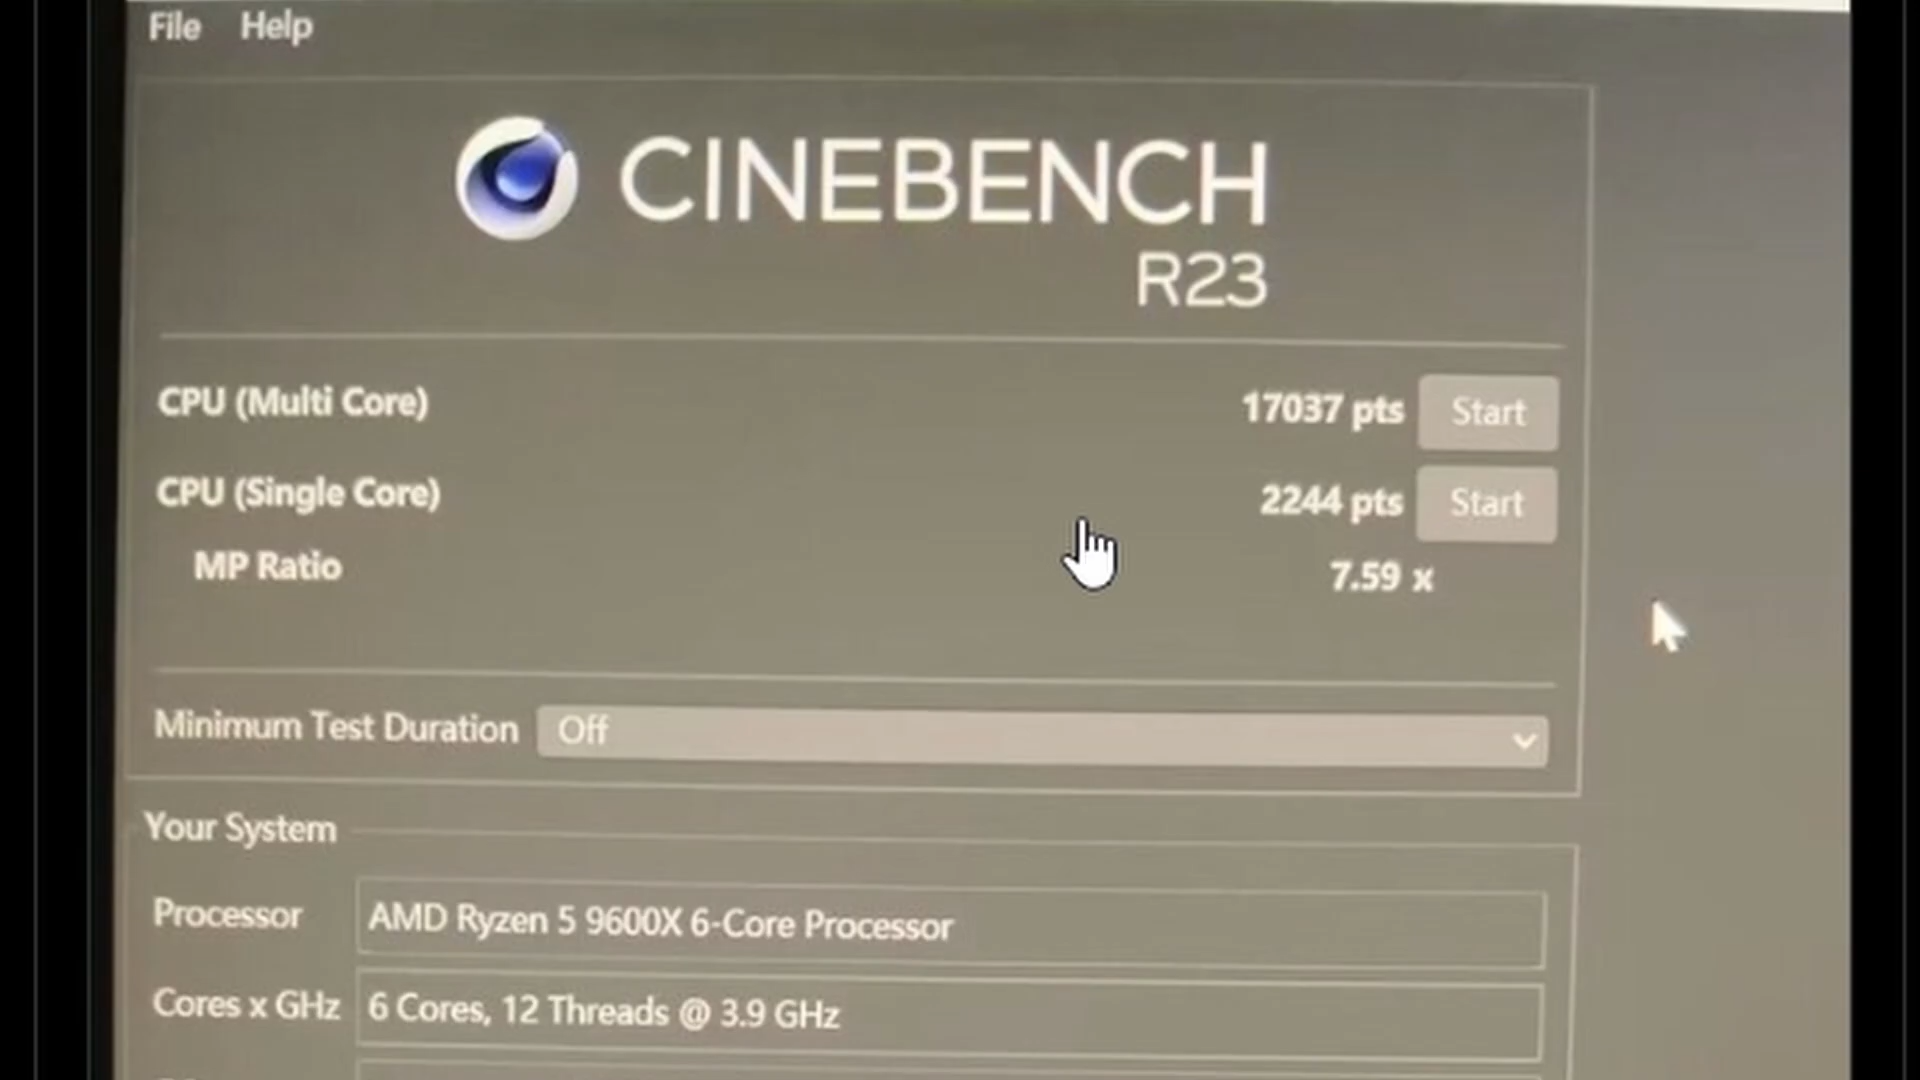 File Help
CINEBENCH
R23
CPU (Multi Core) 17037 pts Start
CPU (Single Core) 2244 pts Start
MP Ratio 7.59 x
Minimum Test Duration Off
Your System
Processor AMD Ryzen 5 9600X 6-Core Processor
Cores x GHz 6 Cores, 12 Threads @ 3.9 GHz